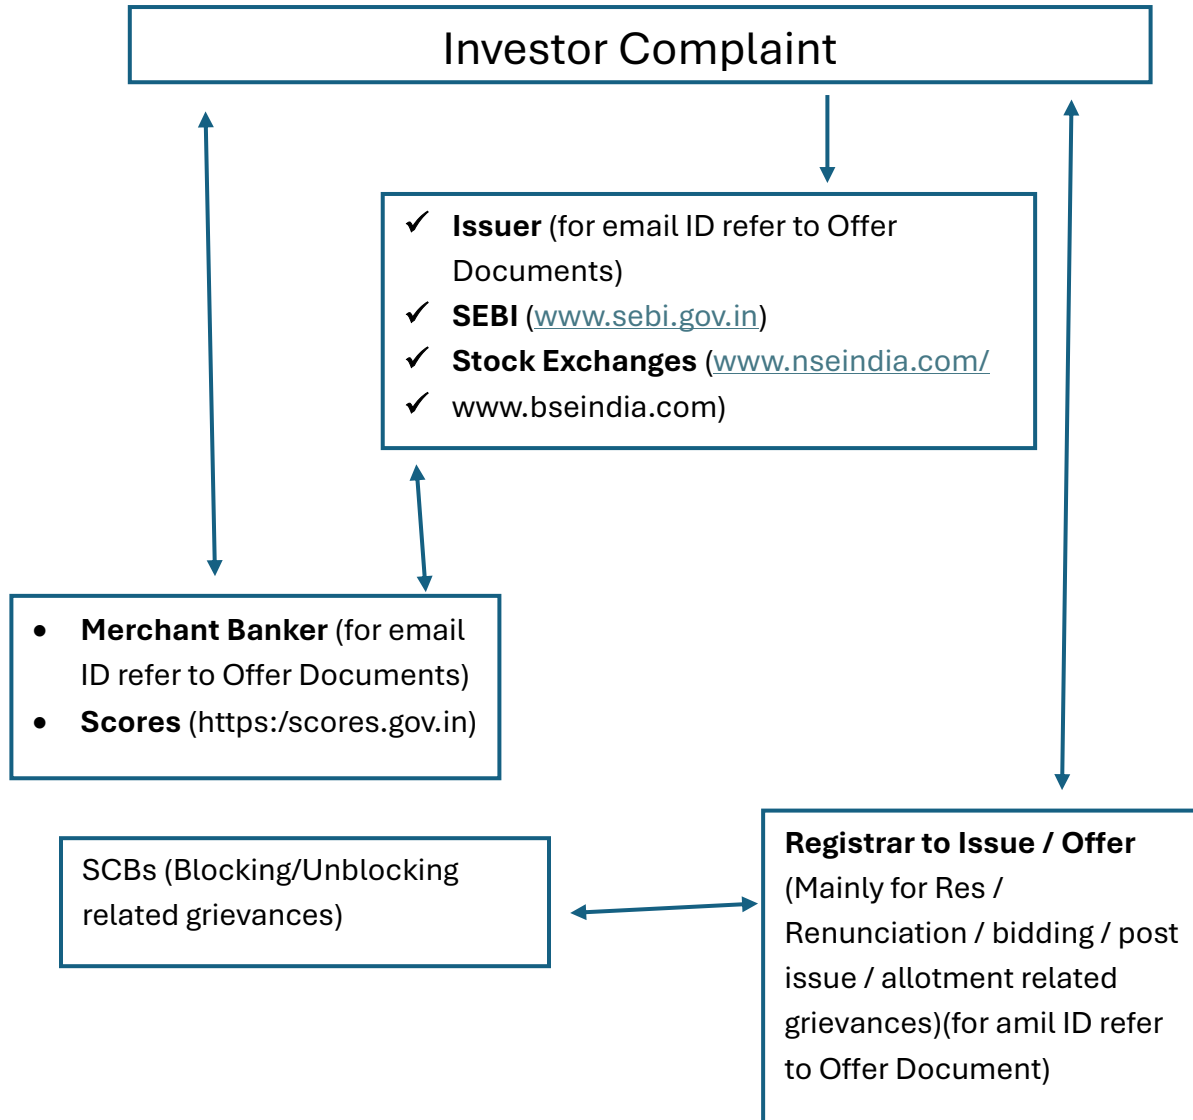 Investor Complaint
✓ Issuer (for email ID refer to Offer
Documents)
✓ SEBI (www.sebi.gov.in)
✓ Stock Exchanges (www.nseindia.com/
✓ www.bseindia.com)
• Merchant Banker (for email
ID refer to Offer Documents)
• Scores (https:/scores.gov.in)
SCBs (Blocking/Unblocking
related grievances)
Registrar to Issue / Offer
(Mainly for Res /
Renunciation / bidding / post
issue / allotment related
grievances)(for amil ID refer
to Offer Document)